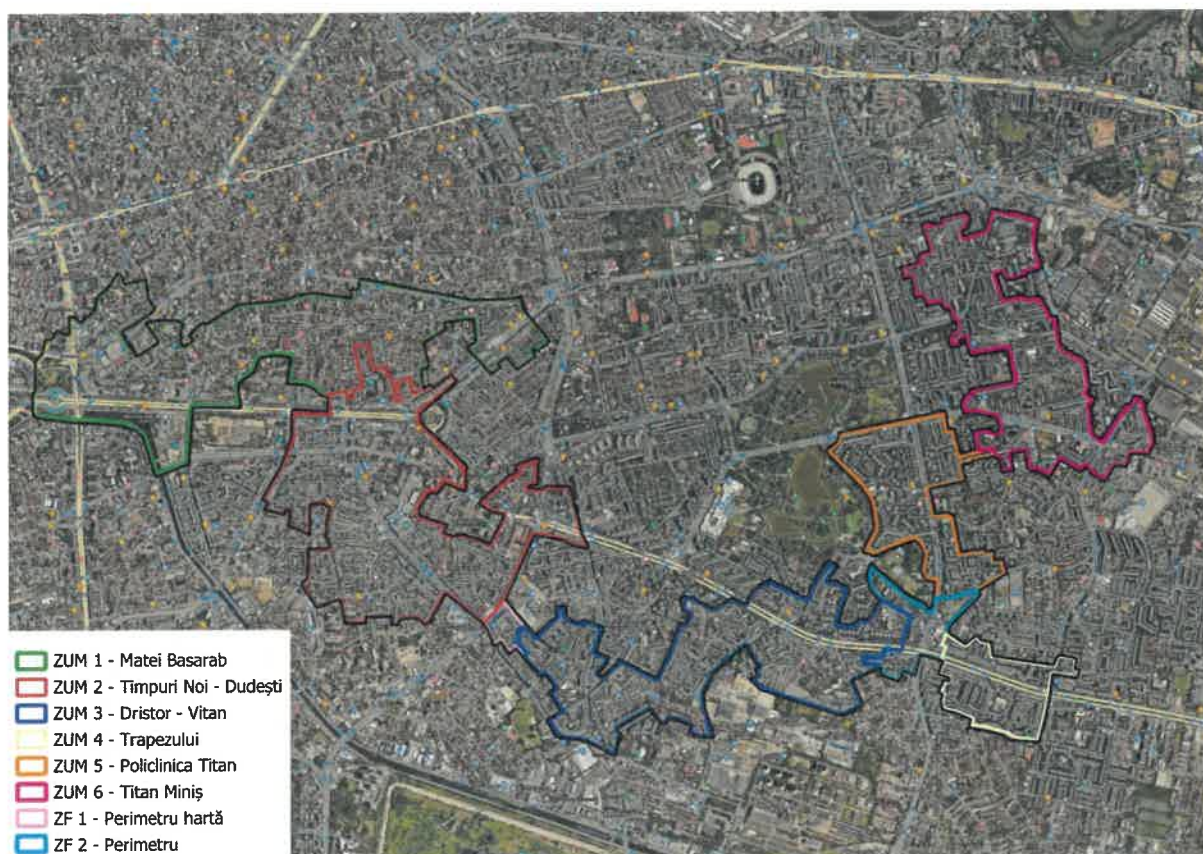 ZUM 1 - Matei Basarab
ZUM 2 - Timpuri Noi - Dudești
ZUM 3 - Dristor - Vitan
ZUM 4 - Trapezului
ZUM 5 - Policlinica Titan
ZUM 6 - Titan Miniș
ZF 1 - Perimetru hartă
ZF 2 - Perimetru